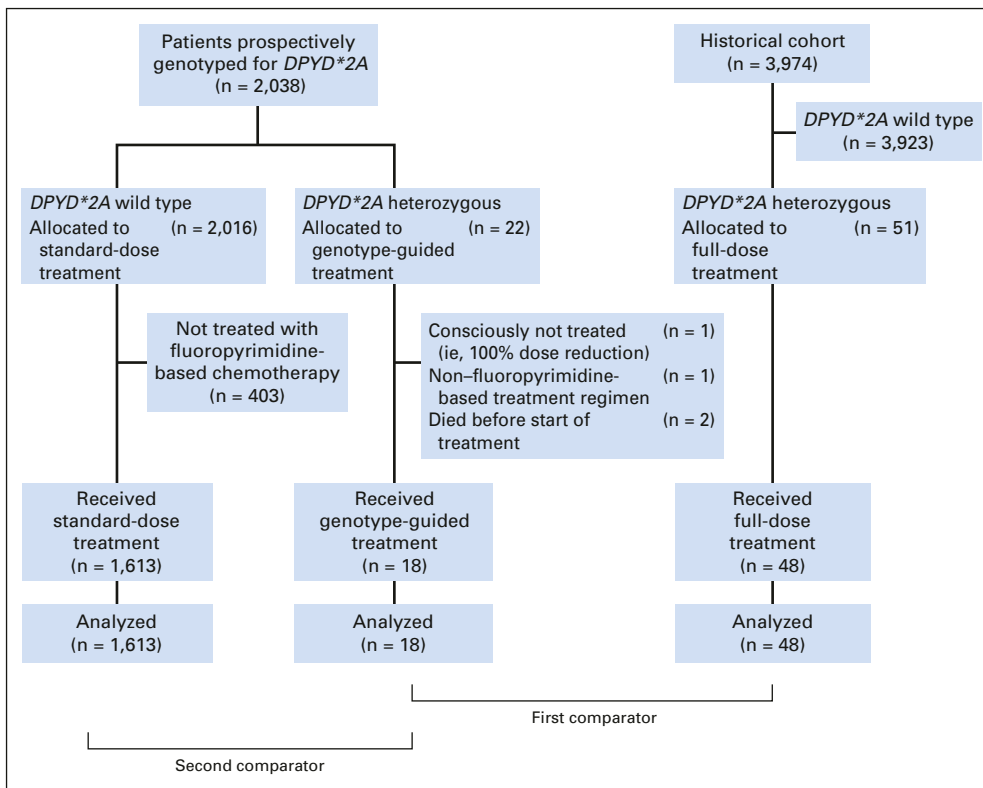 Patients prospectively
genotyped for DPYD*2A
(n = 2,038)
Historical cohort
(n = 3,974)
DPYD*2A wild type
(n = 3,923)
DPYD*2A wild type
Allocated to (n = 2,016)
standard-dose
treatment
DPYD*2A heterozygous
Allocated to (n = 22)
genotype-guided
treatment
DPYD*2A heterozygous
Allocated to (n = 51)
full-dose
treatment
Not treated with
fluoropyrimidine-
based chemotherapy
(n = 403)
Consciously not treated (n = 1)
(ie, 100% dose reduction)
Non–fluoropyrimidine- (n = 1)
based treatment regimen
Died before start of (n = 2)
treatment
Received
standard-dose
treatment
(n = 1,613)
Received
genotype-guided
treatment
(n = 18)
Received
full-dose
treatment
(n = 48)
Analyzed
(n = 1,613)
Analyzed
(n = 18)
Analyzed
(n = 48)
First comparator
Second comparator